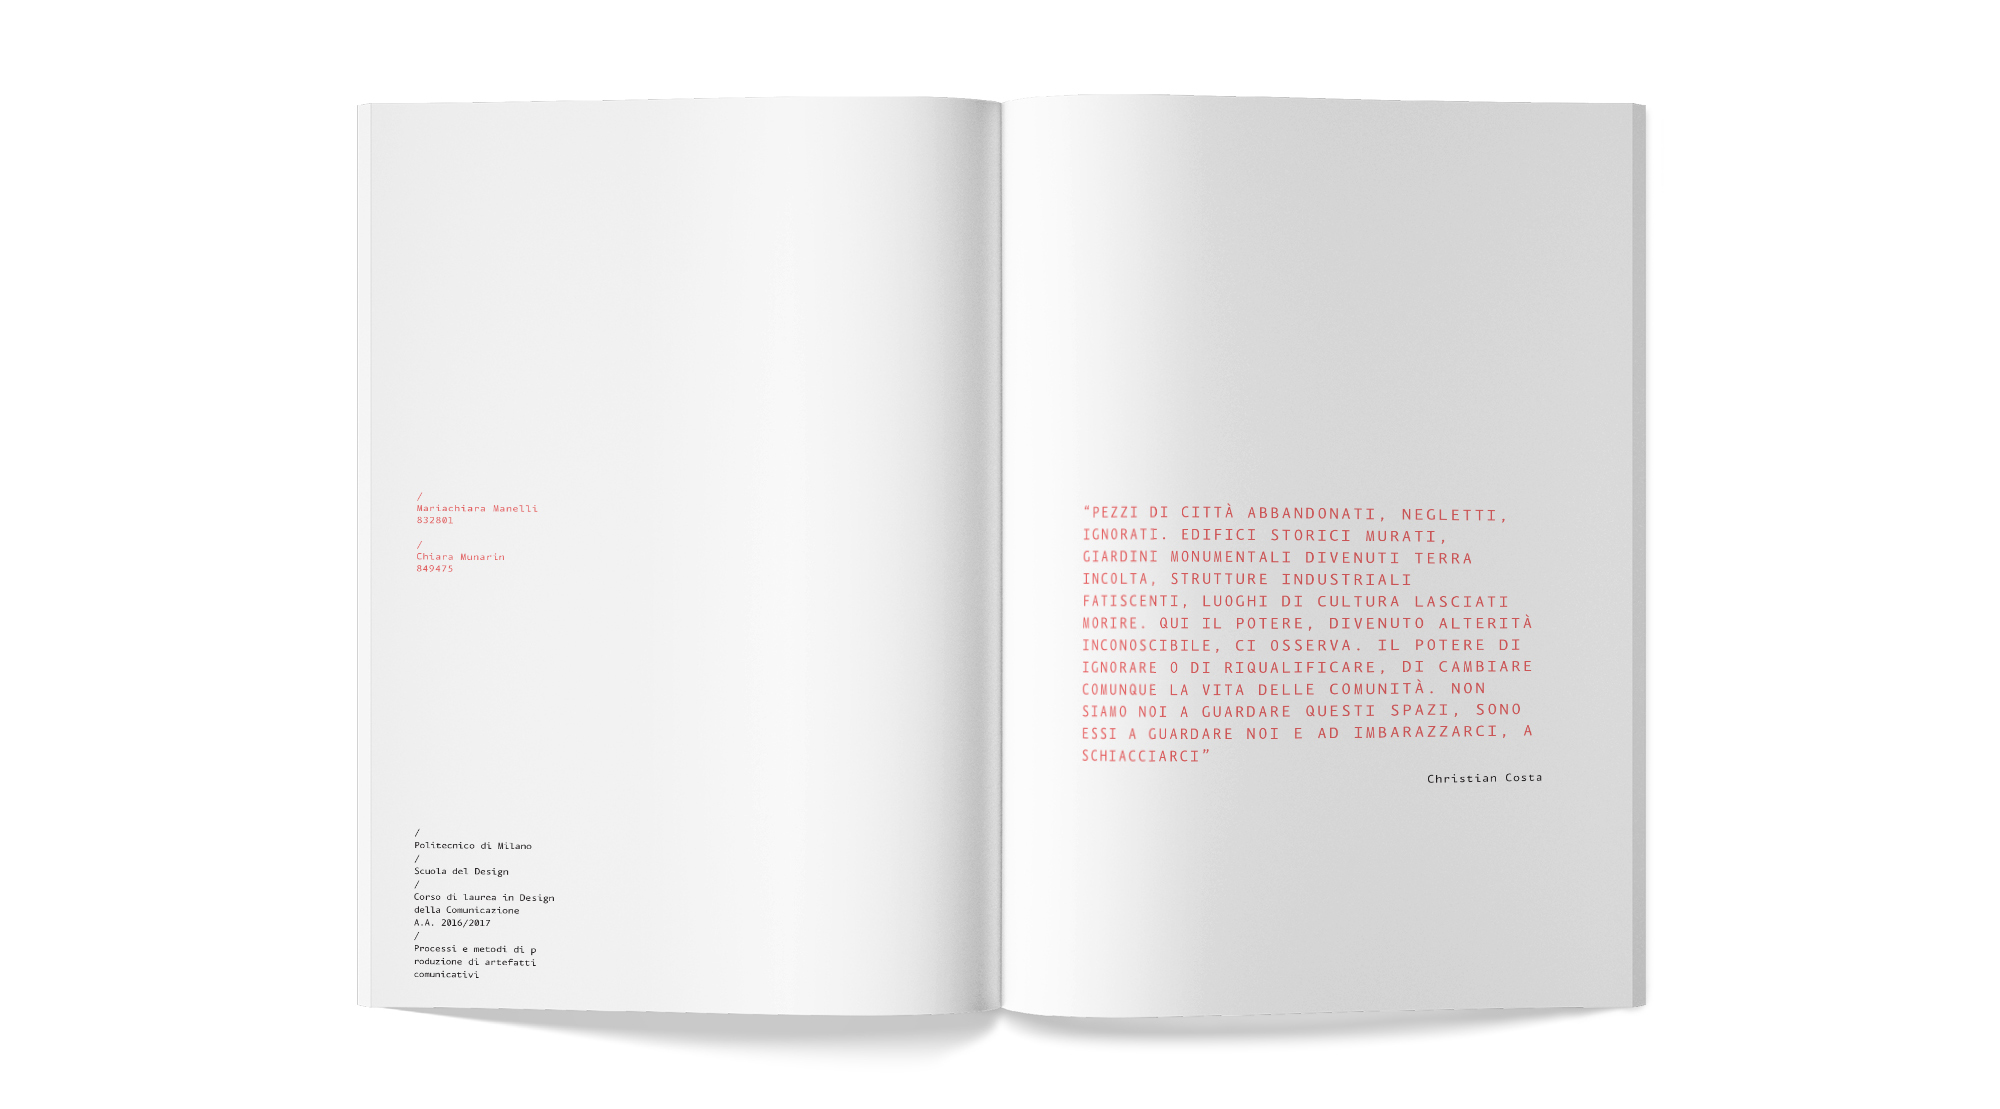 /
Mariachiara Manelli
832801
/
Chiara Munarin
849475
/
Politecnico di Milano
/
Scuola del Design
/
Corso di laurea in Design
della Comunicazione
A.A. 2016/2017
/
Processi e metodi di p
roduzione di artefatti
comunicativi
“PEZZI DI CITTÀ ABBANDONATI, NEGLETTI,
IGNORATI. EDIFICI STORICI MURATI,
GIARDINI MONUMENTALI DIVENUTI TERRA
INCOLTA, STRUTTURE INDUSTRIALI
FATISCENTI, LUOGHI DI CULTURA LASCIATI
MORIRE. QUI IL POTERE, DIVENUTO ALTERITÀ
INCONOSCIBILE, CI OSSERVA. IL POTERE DI
IGNORARE O DI RIQUALIFICARE, DI CAMBIARE
COMUNQUE LA VITA DELLE COMUNITÀ. NON
SIAMO NOI A GUARDARE QUESTI SPAZI, SONO
ESSI A GUARDARE NOI E AD IMBARAZZARCI, A
SCHIACCIARCI”
Christian Costa